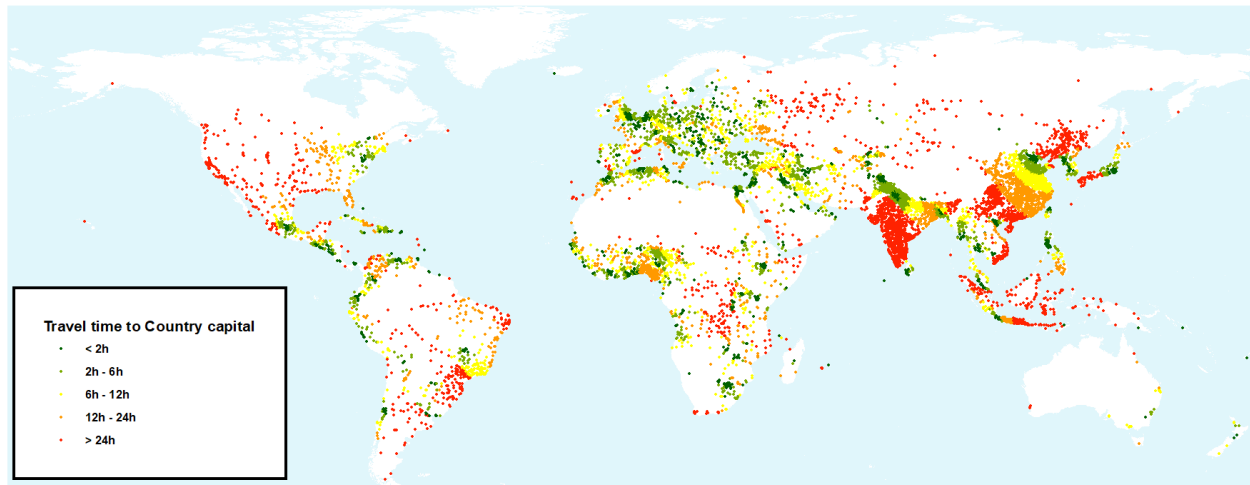 Travel time to Country capital
< 2h
2h - 6h
6h - 12h
12h - 24h
> 24h